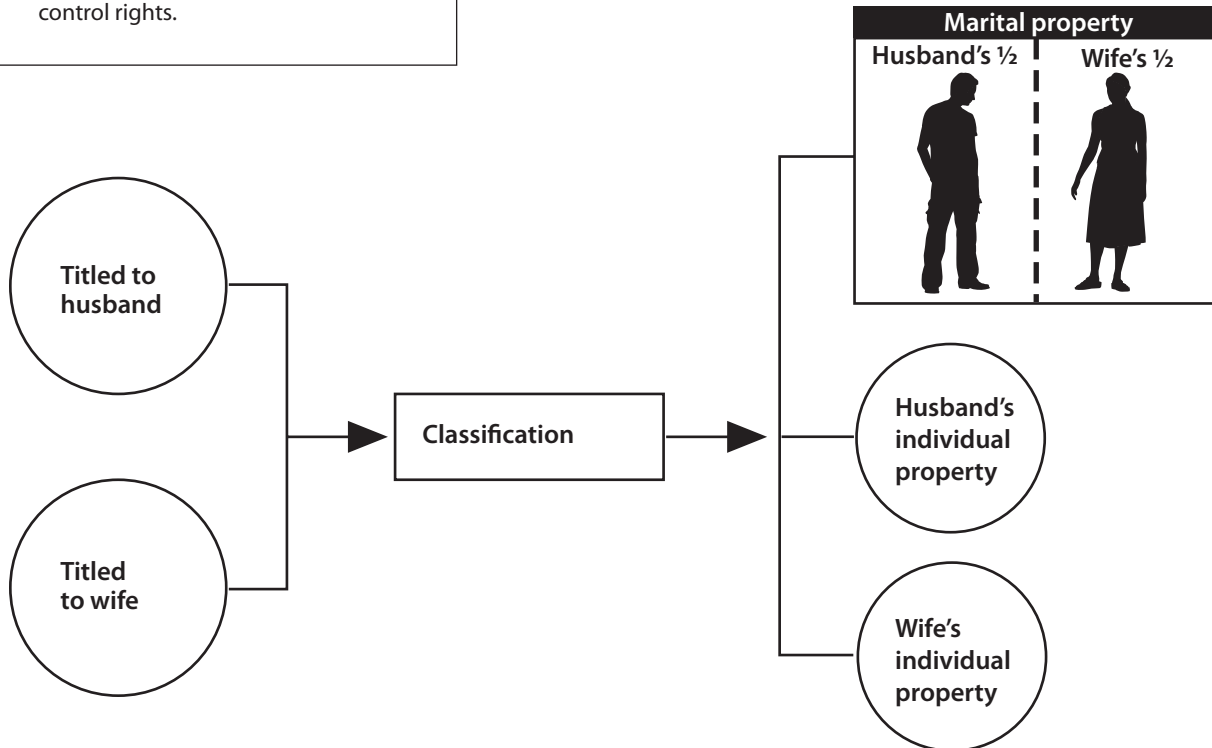 control rights.
Marital property
Husband's ½
Wife's ½
Titled to
husband
Classification
Husband's
individual
property
Titled
to wife
Wife's
individual
property